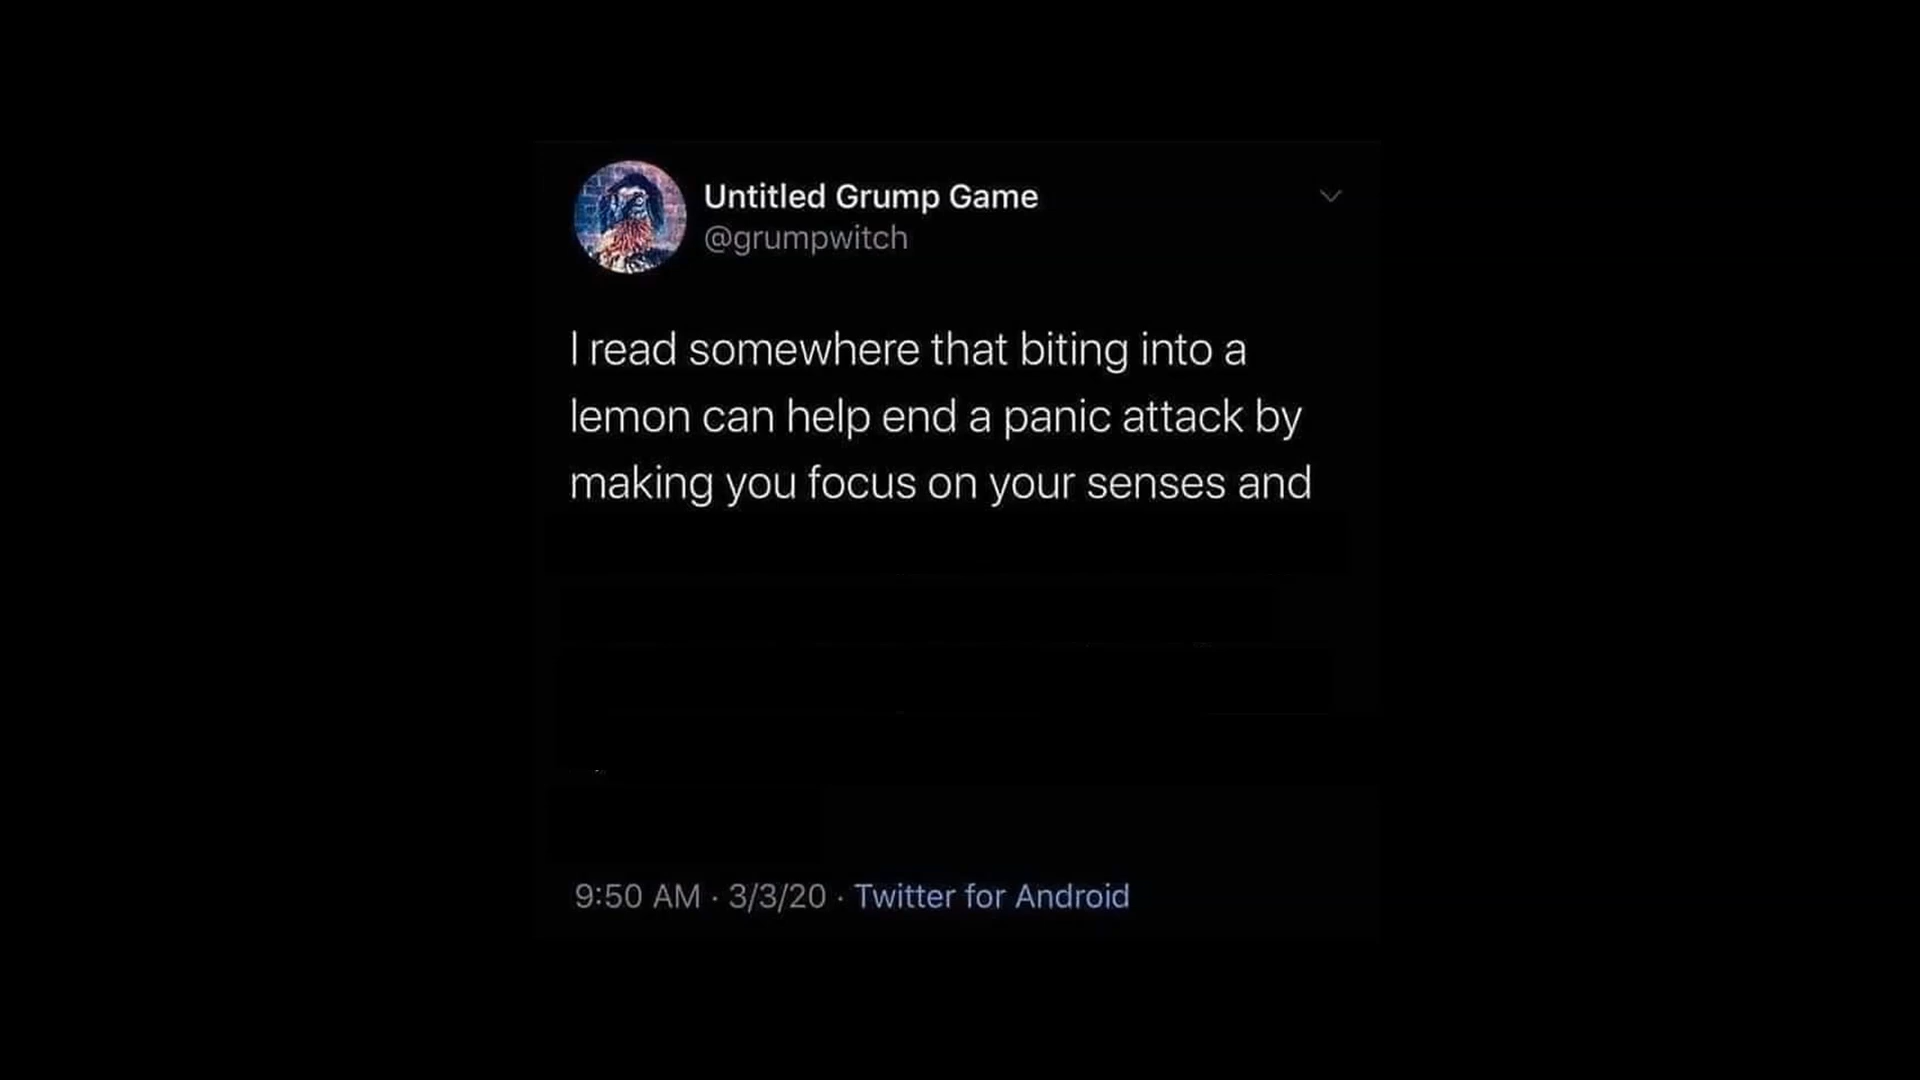 Untitled Grump Game
@grumpwitch
I read somewhere that biting into a
lemon can help end a panic attack by
making you focus on your senses and
9:50 AM · 3/3/20 · Twitter for Android